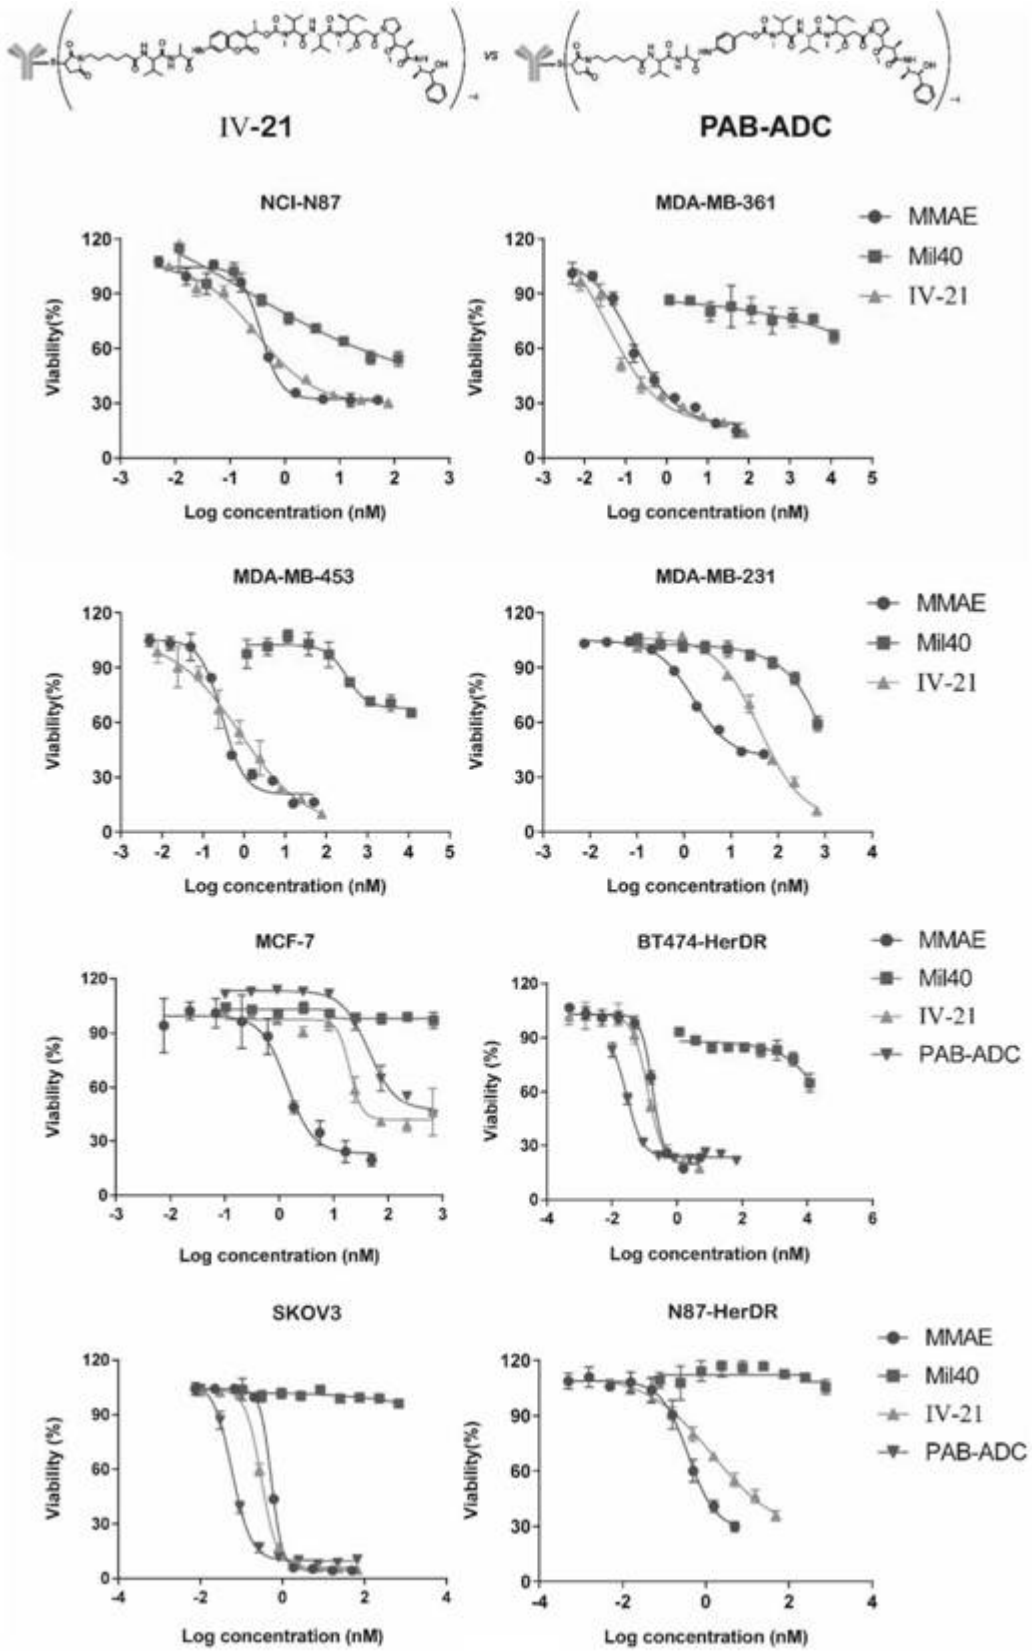 vs
IV-21 PAB-ADC
NCI-N87
Viability(%)
120
90
60
30
0
-3 -2 -1 0 1 2 3
Log concentration (nM)
MDA-MB-361
Viability(%)
120
90
60
30
0
-3 -2 -1 0 1 2 3 4 5
Log concentration (nM)
MMAE
Mil40
IV-21
MDA-MB-453
Viability(%)
120
90
60
30
0
-3 -2 -1 0 1 2 3 4 5
Log concentration (nM)
MDA-MB-231
Viability(%)
120
90
60
30
0
-3 -2 -1 0 1 2 3 4
Log concentration (nM)
MMAE
Mil40
IV-21
MCF-7
Viability (%)
120
90
60
30
0
-3 -2 -1 0 1 2 3
Log concentration (nM)
BT474-HerDR
Viability (%)
120
90
60
30
0
-4 -2 0 2 4 6
Log concentration (nM)
MMAE
Mil40
IV-21
PAB-ADC
SKOV3
Viability (%)
120
90
60
30
0
-4 -2 0 2 4
Log concentration (nM)
N87-HerDR
Viability(%)
120
90
60
30
0
-4 -2 0 2 4
Log concentration (nM)
MMAE
Mil40
IV-21
PAB-ADC